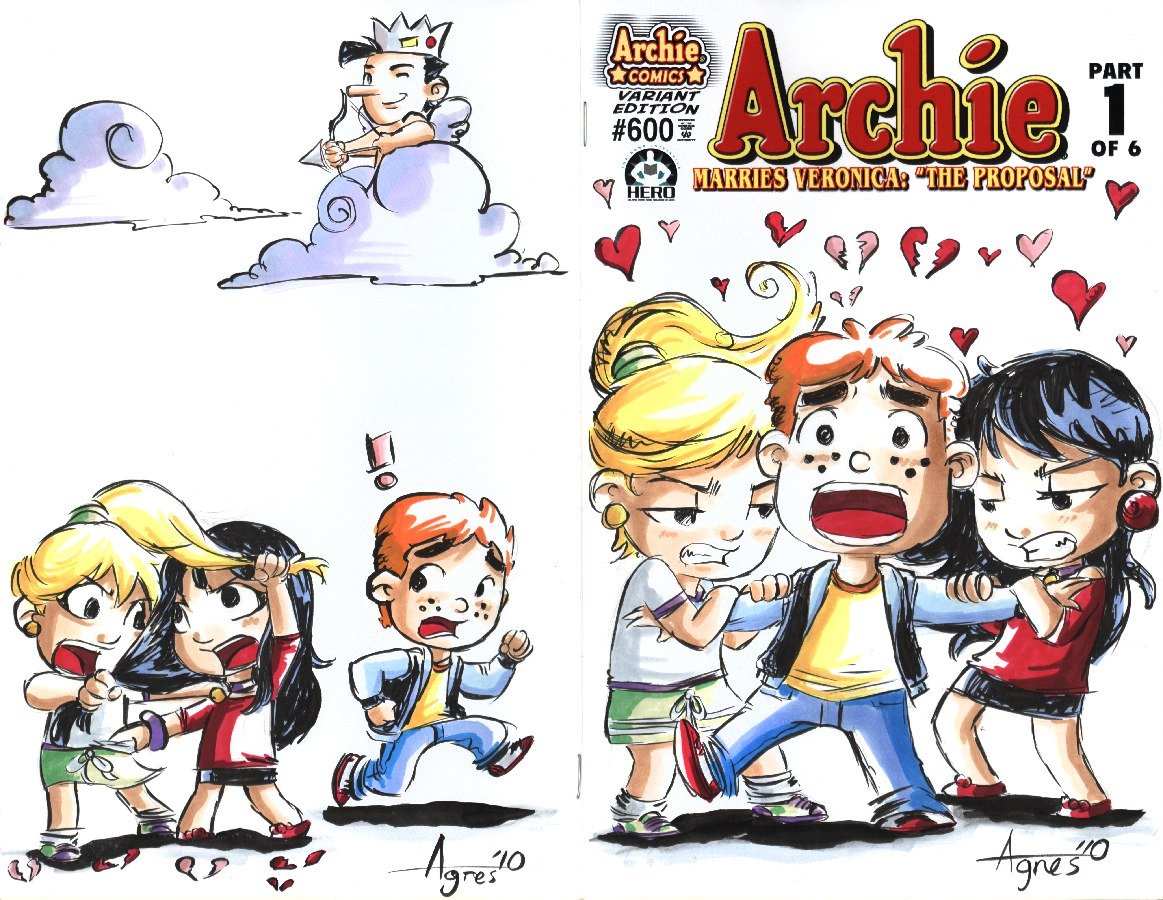 !
Archie
COMICS
VARIANT
EDITION
#600
HERO
Archie
MARRIES VERONICA: "THE PROPOSAL"
PART
1
OF 6
Agnes '10
Agnes '10